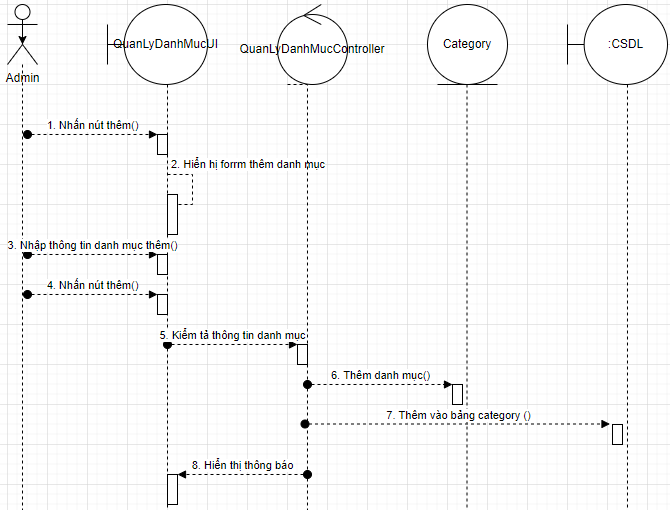 QuanLyDanhMucUI
QuanLyDanhMucController
Category
:CSDL
Admin
1. Nhấn nút thêm()
2. Hiển hị forrm thêm danh mục
3. Nhập thông tin danh mục thêm()
4. Nhấn nút thêm()
5. Kiểm tả thông tin danh mục
6. Thêm danh mục()
7. Thêm vào bảng category ()
8. Hiển thị thông báo